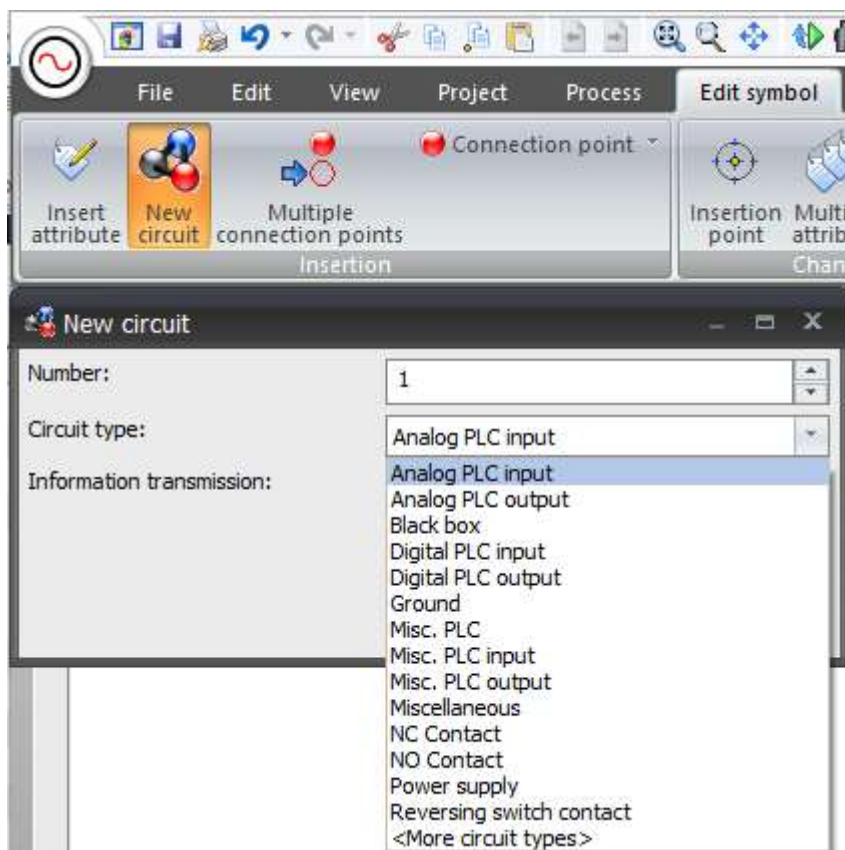 File Edit View Project Process Edit symbol
Connection point
Insert attribute
New circuit
Multiple connection points
Insertion point
Insertion
New circuit
Number: 1
Circuit type: Analog PLC input
Information transmission:
Analog PLC input
Analog PLC output
Black box
Digital PLC input
Digital PLC output
Ground
Misc. PLC
Misc. PLC input
Misc. PLC output
Miscellaneous
NC Contact
NO Contact
Power supply
Reversing switch contact
<More circuit types>